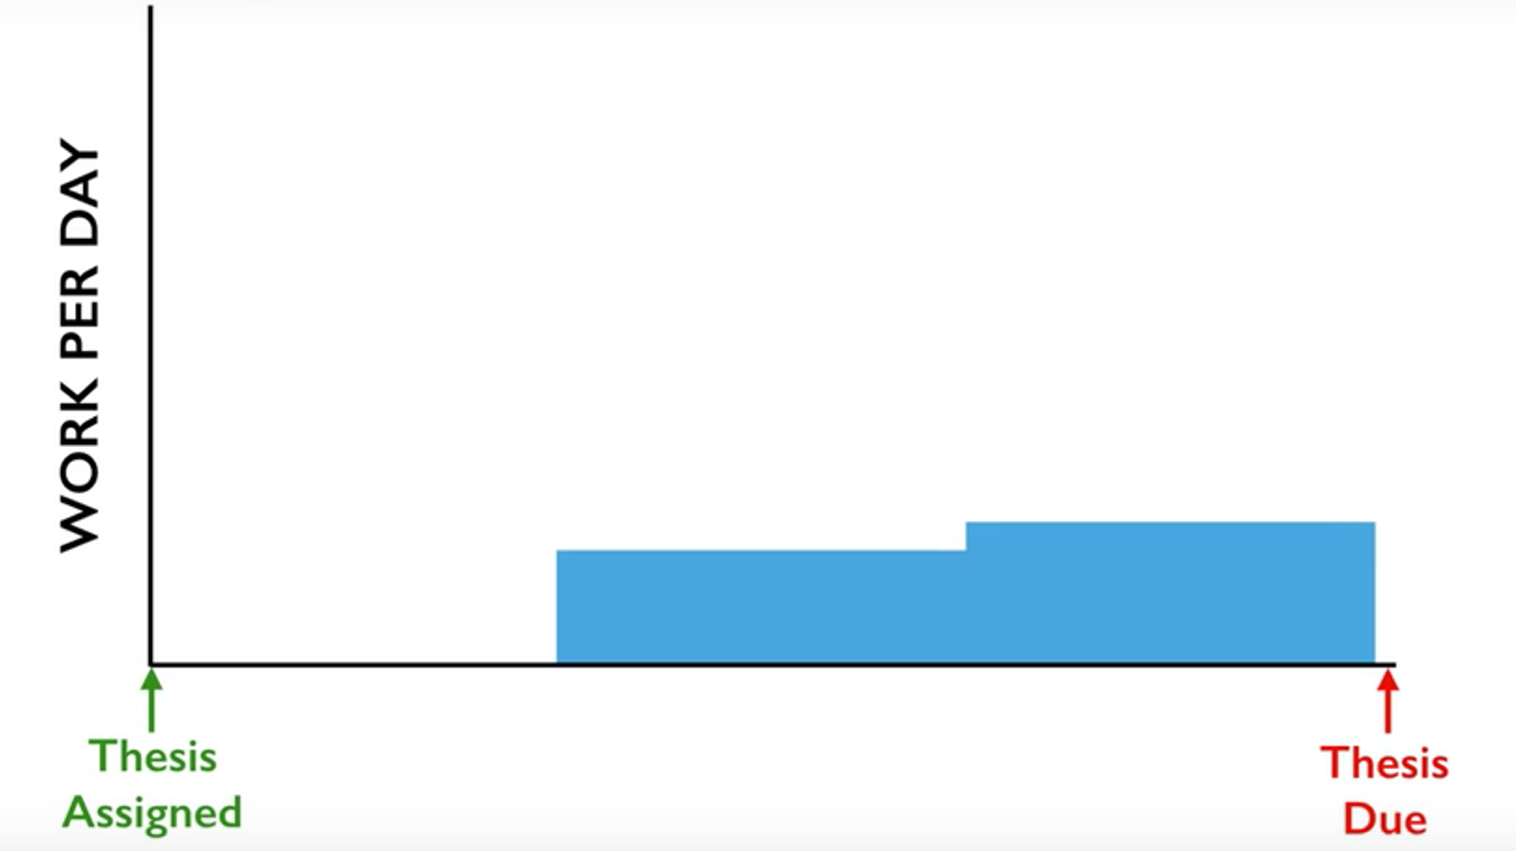 WORK PER DAY
Thesis
Assigned
Thesis
Due